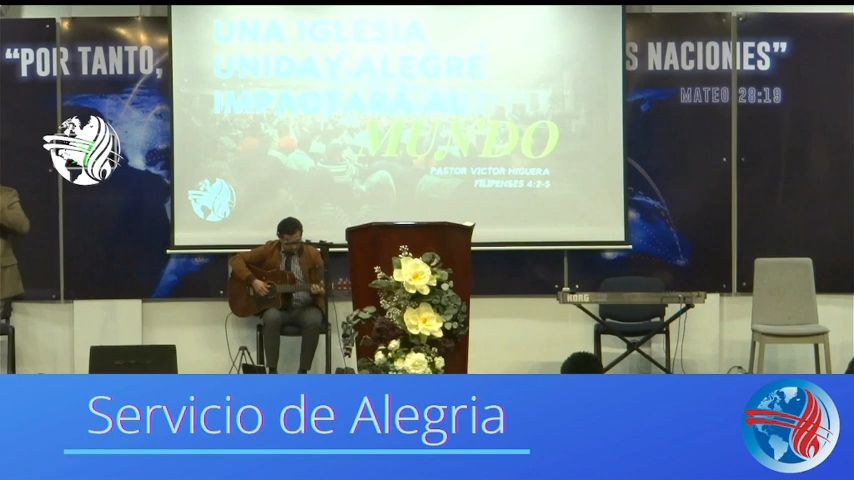 “POR TANTO,
S NACIONES”
MATEO 28:19
UNA IGLESIA
UNIDA Y ALEGRE
IMPACTARÁ
MUNDO
PASTOR VICTOR HIGUERA
FILIPENSES 4:2-5
KORG
Servicio de Alegria